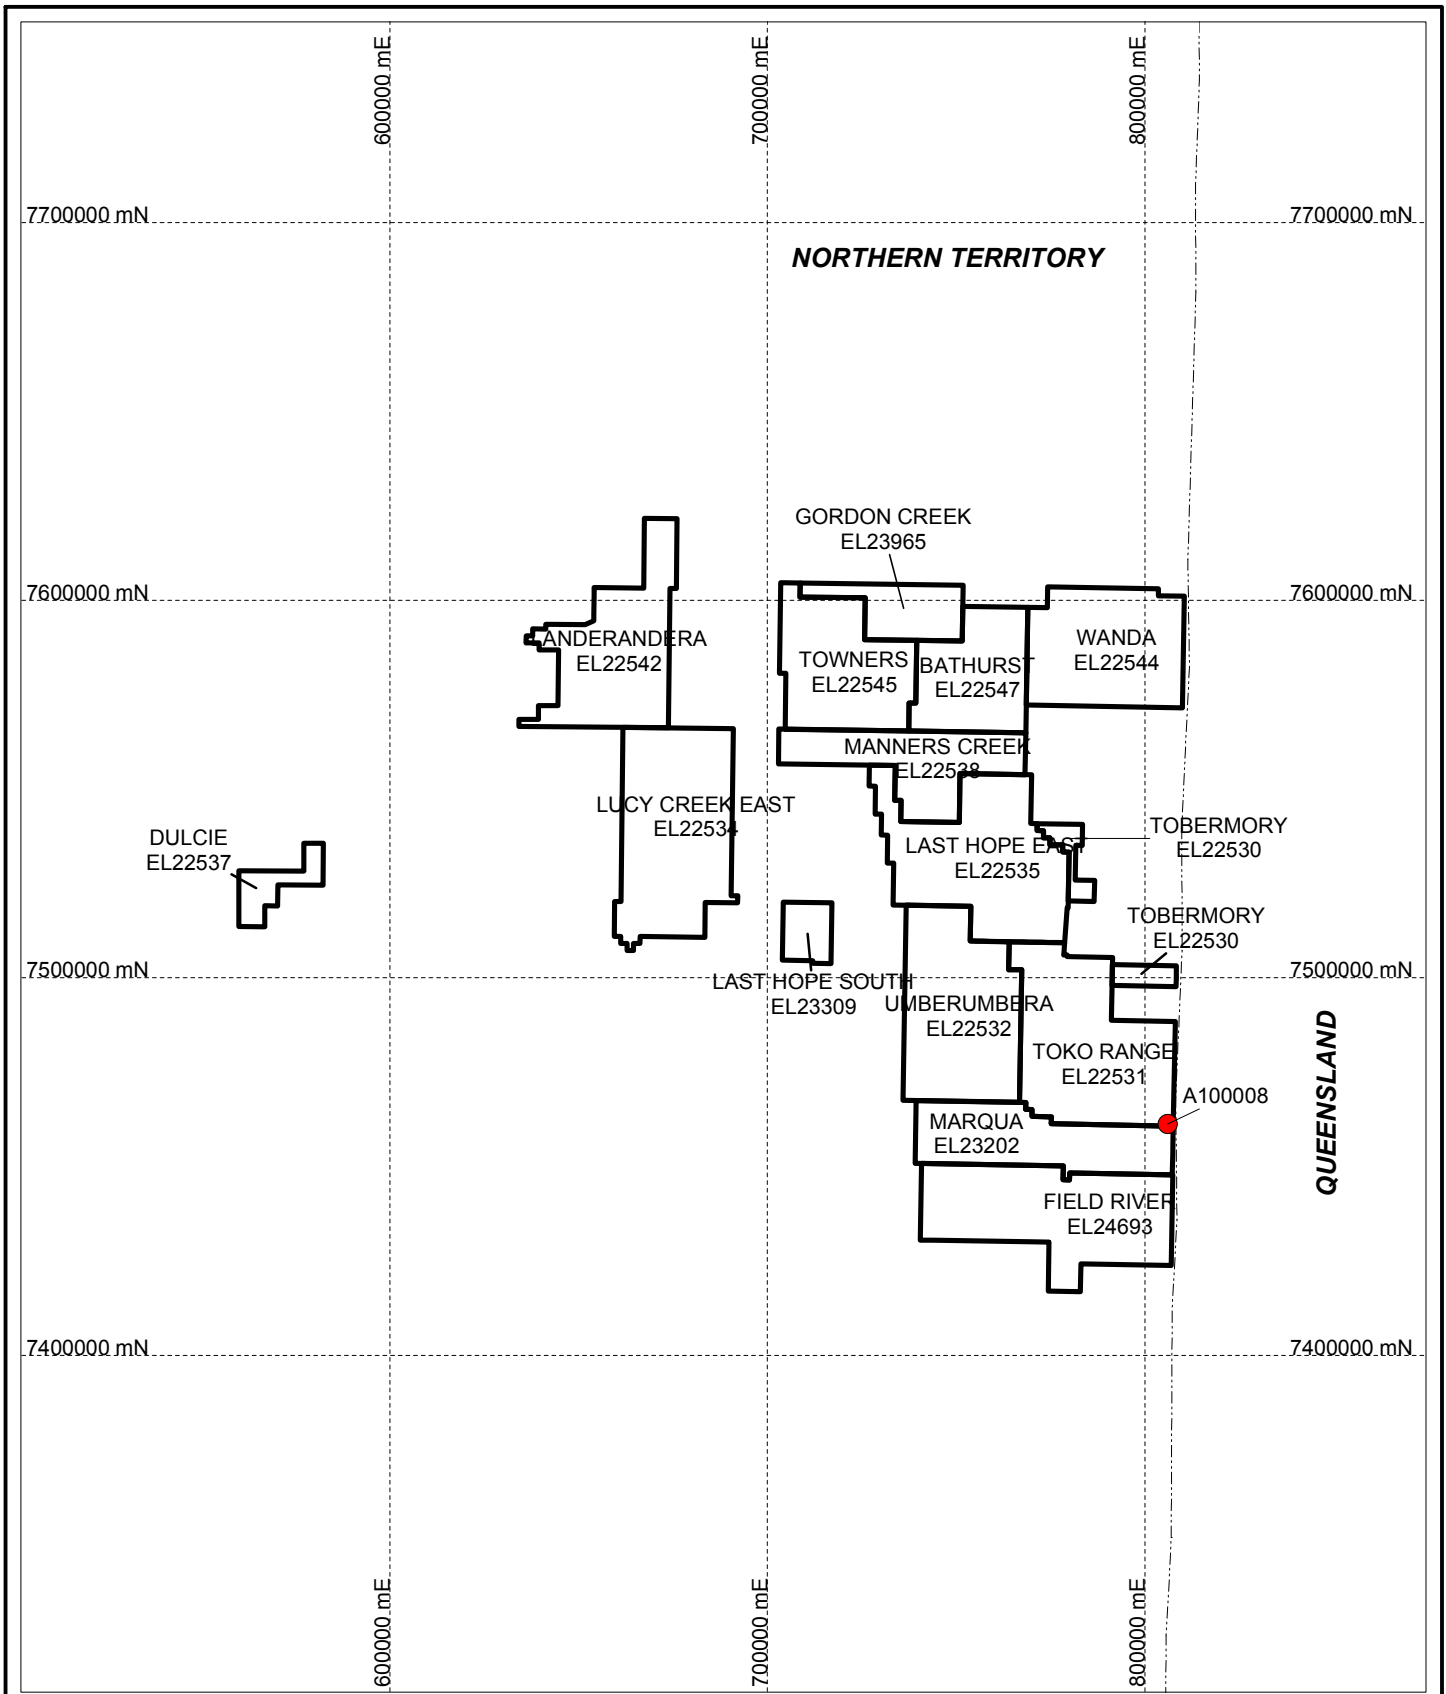 600000 mE
700000 mE
800000 mE
7700000 mN
7700000 mN
NORTHERN TERRITORY
GORDON CREEK
EL23965
7600000 mN
7600000 mN
ANDERANDERA
EL22542
TOWNERS
EL22545
BATHURST
EL22547
WANDA
EL22544
MANNERS CREEK
EL22538
LUCY CREEK EAST
EL22534
DULCIE
EL22537
LAST HOPE EAST
EL22535
TOBERMORY
EL22530
TOBERMORY
EL22530
7500000 mN
7500000 mN
LAST HOPE SOUTH
EL23309
UMBERUMBERA
EL22532
TOKO RANGE
EL22531
QUEENSLAND
A100008
MARQUA
EL23202
FIELD RIVER
EL24693
7400000 mN
7400000 mN
600000 mE
700000 mE
800000 mE